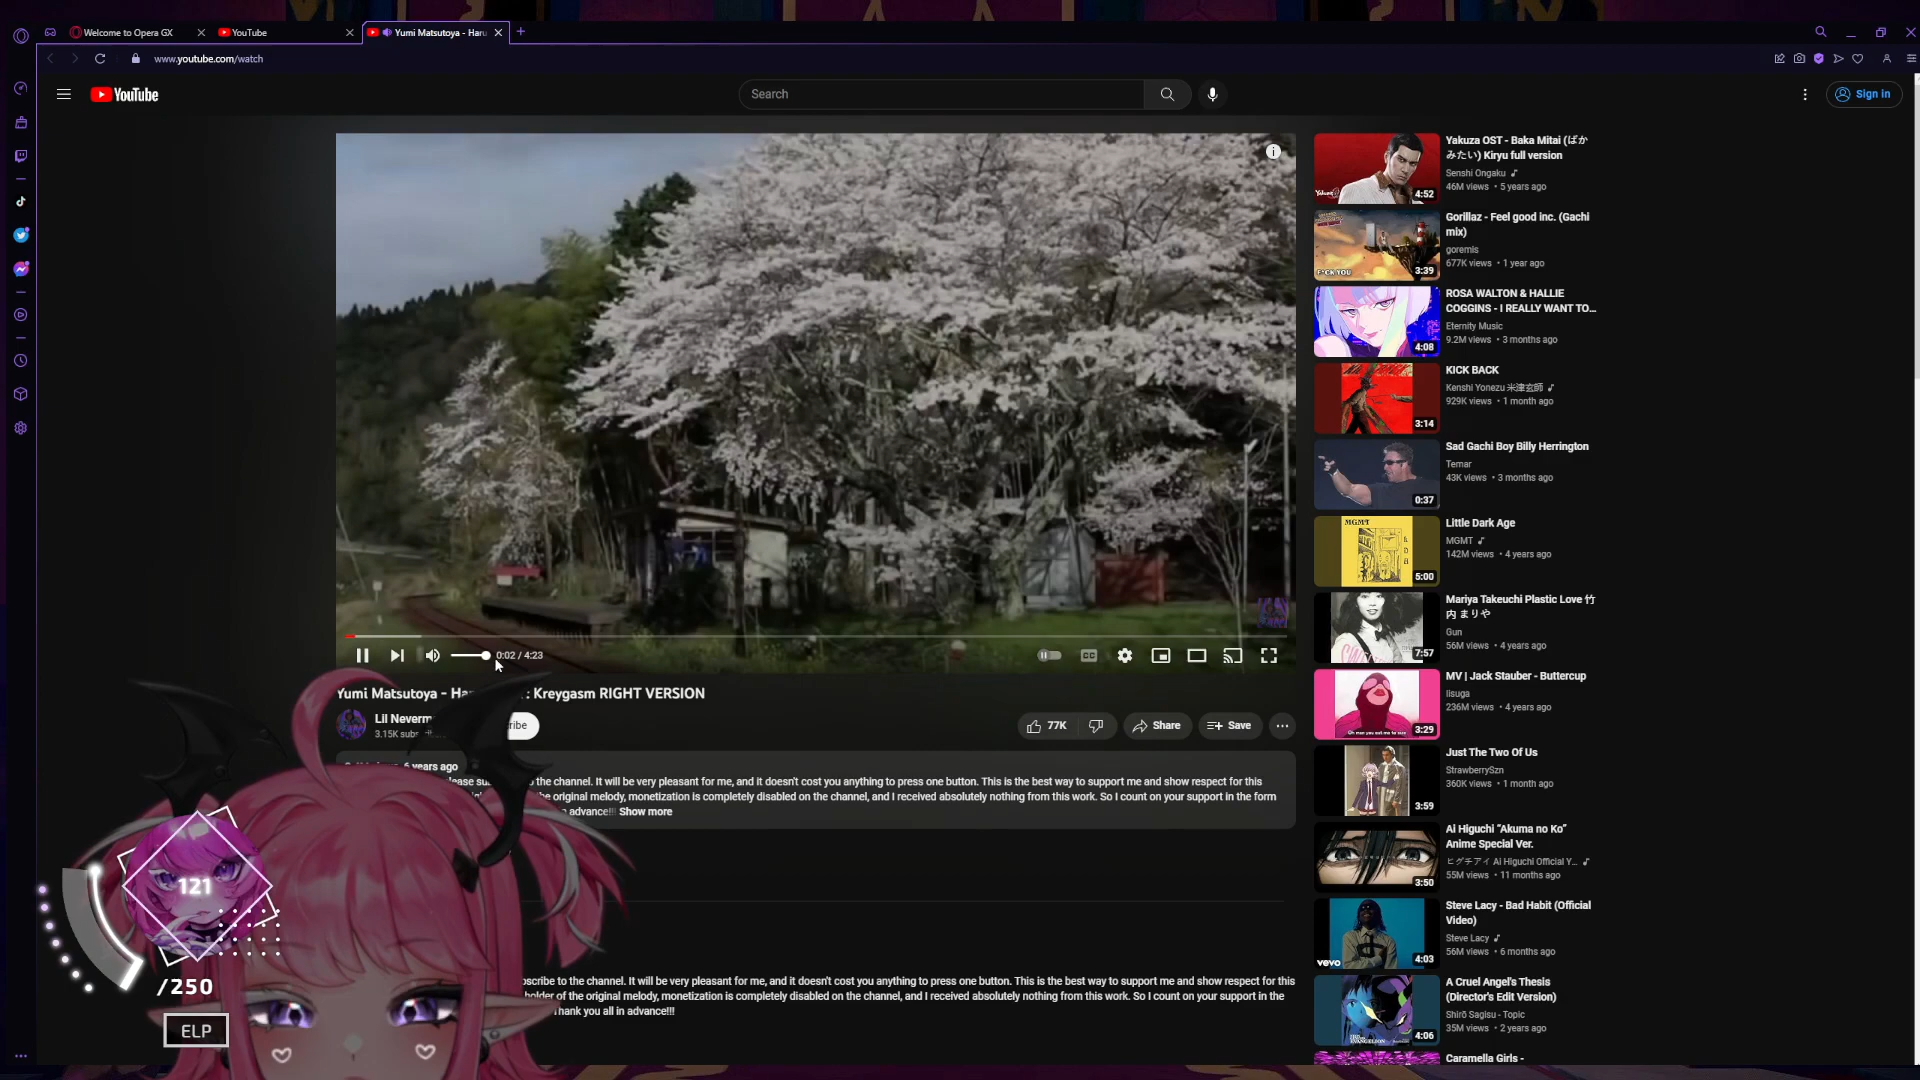 Welcome to Opera GX
YouTube
Yumi Matsutoya - Haru
www.youtube.com/watch
YouTube
Search
Sign in
0:02 / 4:23
Yumi Matsutoya - Ha
: Kreygasm RIGHT VERSION
Lil Neverm
3.15K
77K
Share
Save
6 years ago
the channel. It will be very pleasant for me, and it doesn't cost you anything to press one button. This is the best way to support me and show respect for this
the original melody, monetization is completely disabled on the channel, and I received absolutely nothing from this work. So I count on your support in the form
advance!!! Show more
scribe to the channel. It will be very pleasant for me, and it doesn't cost you anything to press one button. This is the best way to support me and show respect for this
holder of the original melody, monetization is completely disabled on the channel, and I received absolutely nothing from this work. So I count on your support in the
hank you all in advance!!!
121
/250
ELP
Yakuza OST - Baka Mitai (ばか
みたい) Kiryu full version
Senshi Ongaku
46M views • 5 years ago
4:52
Gorillaz - Feel good inc. (Gachi
mix)
goremis
677K views • 1 year ago
F*CK YOU
3:39
ROSA WALTON & HALLIE
COGGINS - I REALLY WANT TO...
Eternity Music
9.2M views • 3 months ago
4:08
KICK BACK
Kenshi Yonezu 米津玄師
929K views • 1 month ago
3:14
Sad Gachi Boy Billy Herrington
Temar
43K views • 3 months ago
0:37
Little Dark Age
MGMT
142M views • 4 years ago
MGMT
5:00
Mariya Takeuchi Plastic Love 竹
内 まりや
Gun
56M views • 4 years ago
7:57
MV | Jack Stauber - Buttercup
lisuga
236M views • 4 years ago
3:29
Just The Two Of Us
StrawberrySzn
360K views • 1 month ago
3:59
Ai Higuchi “Akuma no Ko”
Anime Special Ver.
ヒグチアイ Ai Higuchi Official Y...
55M views • 11 months ago
3:50
Steve Lacy - Bad Habit (Official
Video)
Steve Lacy
56M views • 6 months ago
vevo
4:03
A Cruel Angel's Thesis
(Director's Edit Version)
Shirō Sagisu - Topic
35M views • 2 years ago
4:06
Caramella Girls -